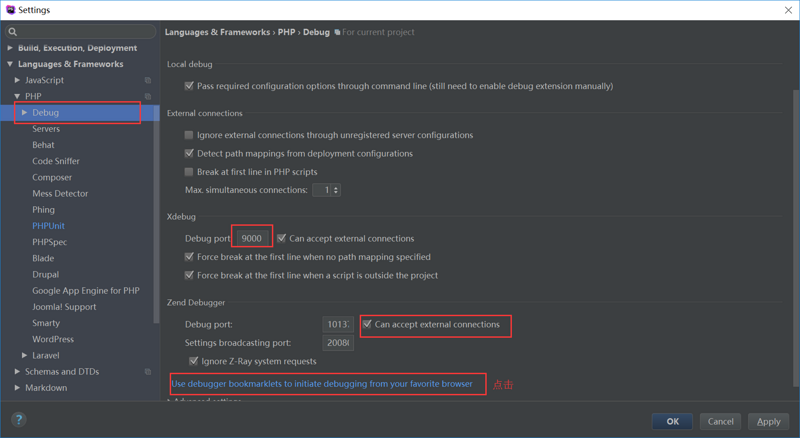 Settings
Build, Execution, Deployment
Languages & Frameworks
JavaScript
PHP
Debug
Servers
Behat
Code Sniffer
Composer
Mess Detector
Phing
PHPUnit
PHPSpec
Blade
Drupal
Google App Engine for PHP
Joomla! Support
Smarty
WordPress
Laravel
Schemas and DTDs
Markdown
Languages & Frameworks › PHP › Debug For current project
Local debug
Pass required configuration options through command line (still need to enable debug extension manually)
External connections
Ignore external connections through unregistered server configurations
Detect path mappings from deployment configurations
Break at first line in PHP scripts
Max. simultaneous connections: 1
Xdebug
Debug port 9000 Can accept external connections
Force break at the first line when no path mapping specified
Force break at the first line when a script is outside the project
Zend Debugger
Debug port: 1013 Can accept external connections
Settings broadcasting port: 2008
Ignore Z-Ray system requests
Use debugger bookmarklets to initiate debugging from your favorite browser 点击
Advanced settings
? OK Cancel Apply